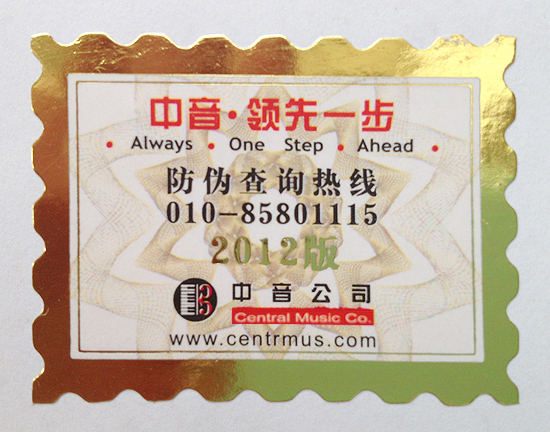 中音·领先一步
• Always • One Step • Ahead •
防伪查询热线
010-85801115
2012版
中音公司
Central Music Co.
www.centrmus.com